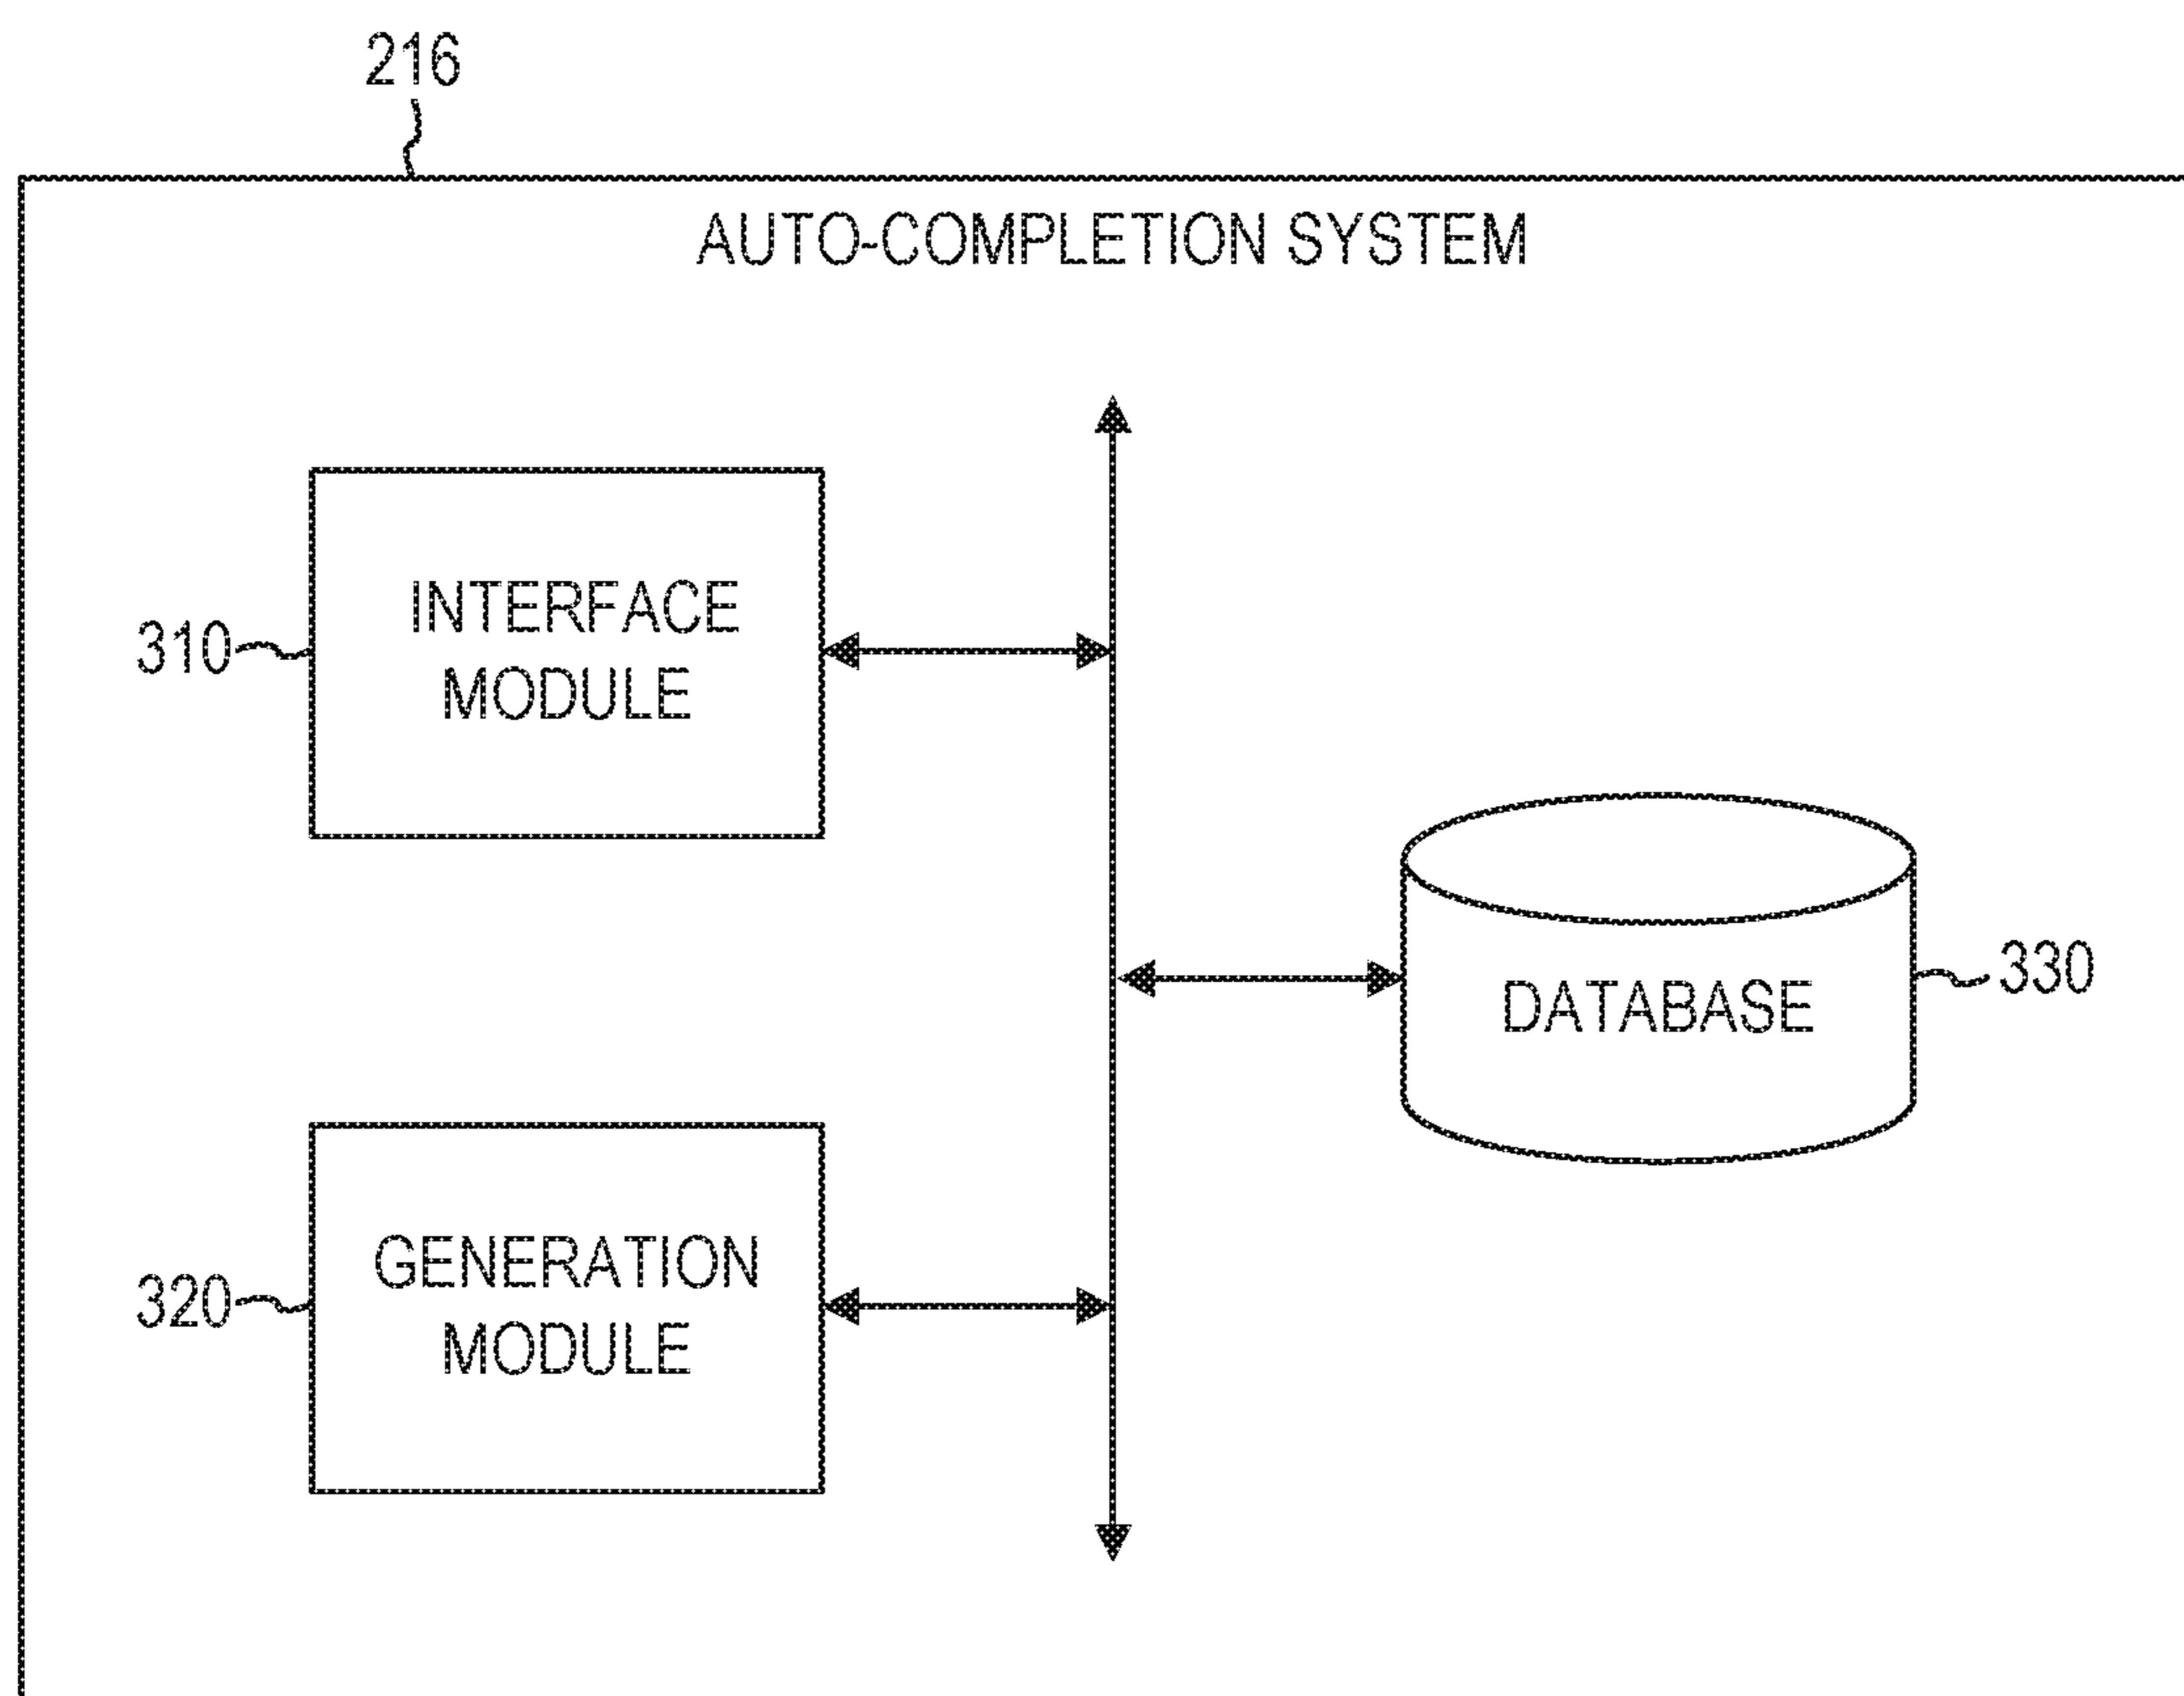 216
AUTO-COMPLETION SYSTEM
INTERFACE
MODULE
310
DATABASE
330
GENERATION
MODULE
320